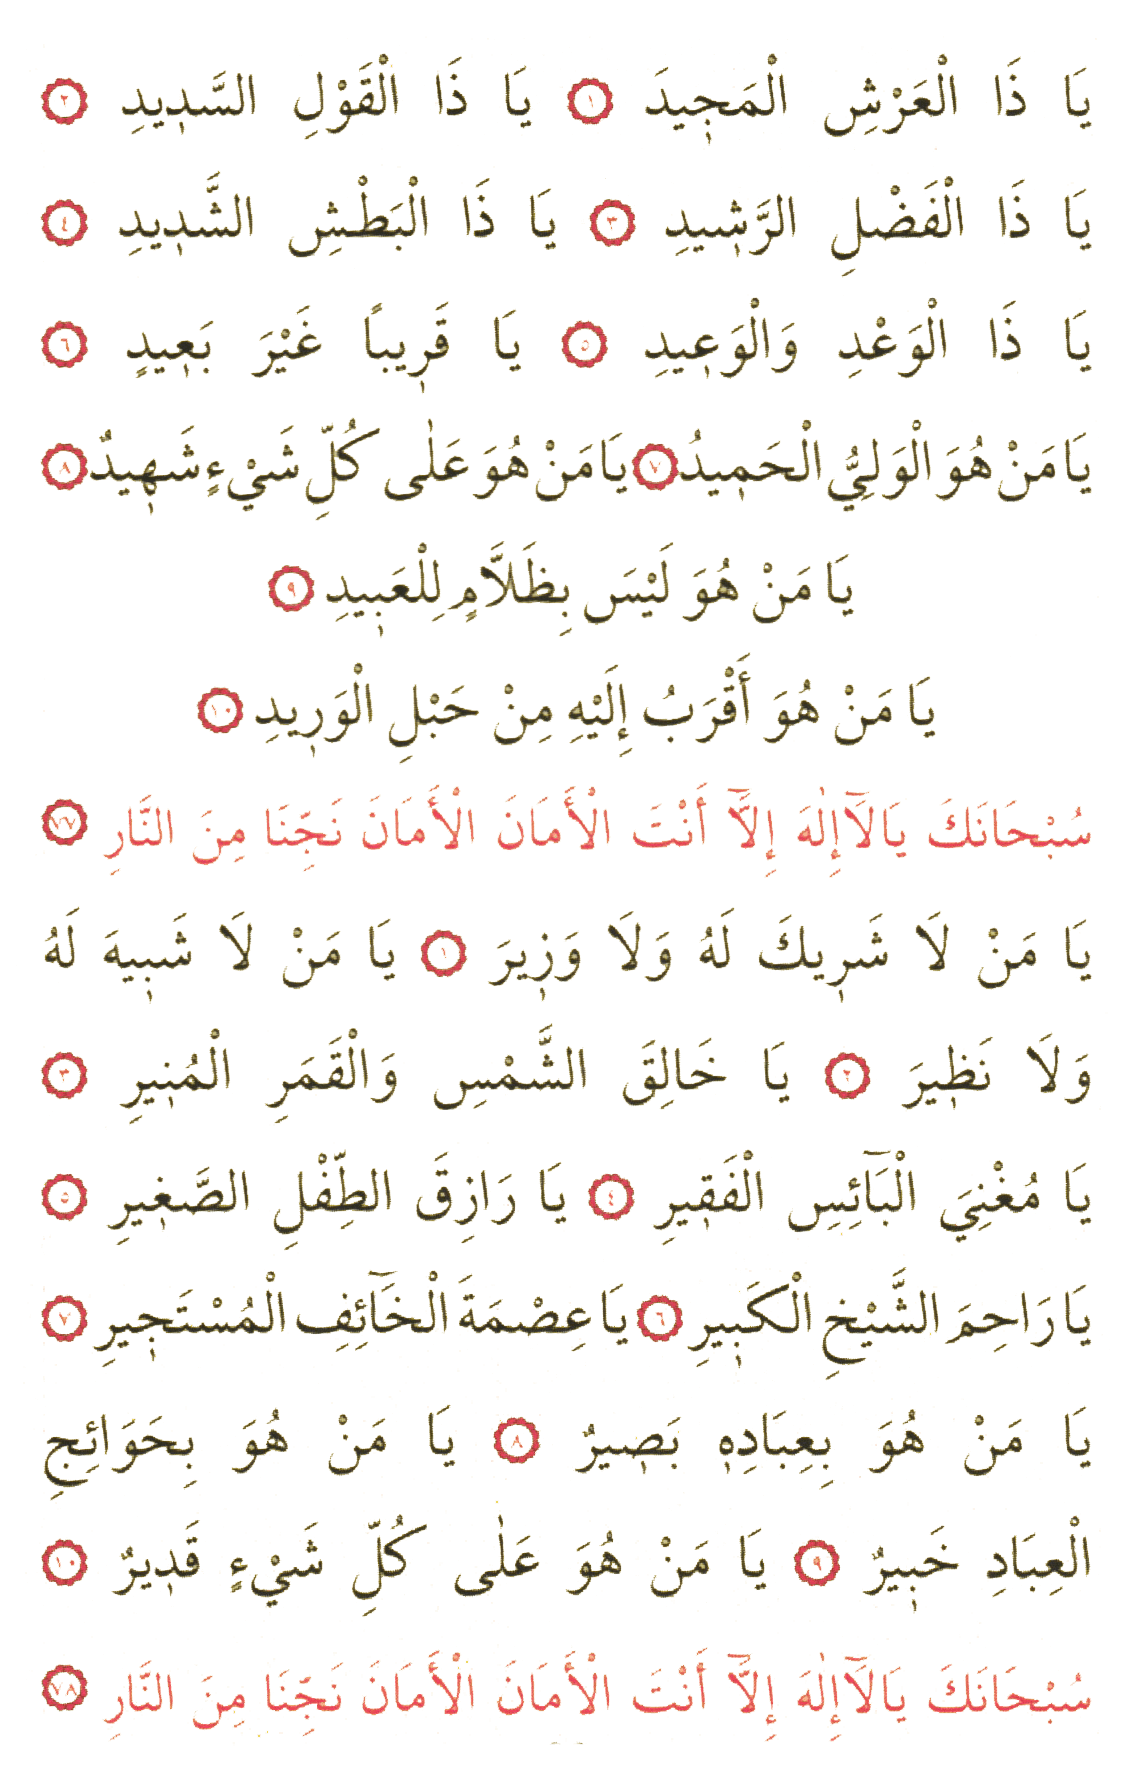 يَا ذَا الْعَرْشِ الْمَجٖيدَ ١ يَا ذَا الْقَوْلِ السَّدٖيدِ ٢
يَا ذَا الْفَضْلِ الرَّشٖيدِ ٣ يَا ذَا الْبَطْشِ الشَّدٖيدِ ٤
يَا ذَا الْوَعْدِ وَالْوَعٖيدِ ٥ يَا قَرٖيباً غَيْرَ بَعٖيدٍ ٦
يَا مَنْ هُوَ الْوَلِيُّ الْحَمٖيدُ ٧ يَا مَنْ هُوَ عَلٰى كُلِّ شَيْءٍ شَهٖيدٌ ٨
يَا مَنْ هُوَ لَيْسَ بِظَلَّامٍ لِلْعَبٖيدِ ٩
يَا مَنْ هُوَ أَقْرَبُ إِلَيْهِ مِنْ حَبْلِ الْوَرٖيدِ ١٠
سُبْحَانَكَ يَالَٓاإِلٰهَ إِلَّٓا أَنْتَ الْأَمَانَ الْأَمَانَ نَجِّنَا مِنَ النَّارِ ٧٧
يَا مَنْ لَا شَرٖيكَ لَهُ وَلَا وَزٖيرَ ١ يَا مَنْ لَا شَبٖيهَ لَهُ
وَلَا نَظٖيرَ ٢ يَا خَالِقَ الشَّمْسِ وَالْقَمَرِ الْمُنٖيرِ ٣
يَا مُغْنِيَ الْبَٓائِسِ الْفَقٖيرِ ٤ يَا رَازِقَ الطِّفْلِ الصَّغٖيرِ ٥
يَا رَاحِمَ الشَّيْخِ الْكَبٖيرِ ٦ يَا عِصْمَةَ الْخَٓائِفِ الْمُسْتَجٖيرِ ٧
يَا مَنْ هُوَ بِعِبَادِهٖ بَصٖيرٌ ٨ يَا مَنْ هُوَ بِحَوَائِجِ
الْعِبَادِ خَبٖيرٌ ٩ يَا مَنْ هُوَ عَلٰى كُلِّ شَيْءٍ قَدٖيرٌ ١٠
سُبْحَانَكَ يَالَٓاإِلٰهَ إِلَّٓا أَنْتَ الْأَمَانَ الْأَمَانَ نَجِّنَا مِنَ النَّارِ ٧٨